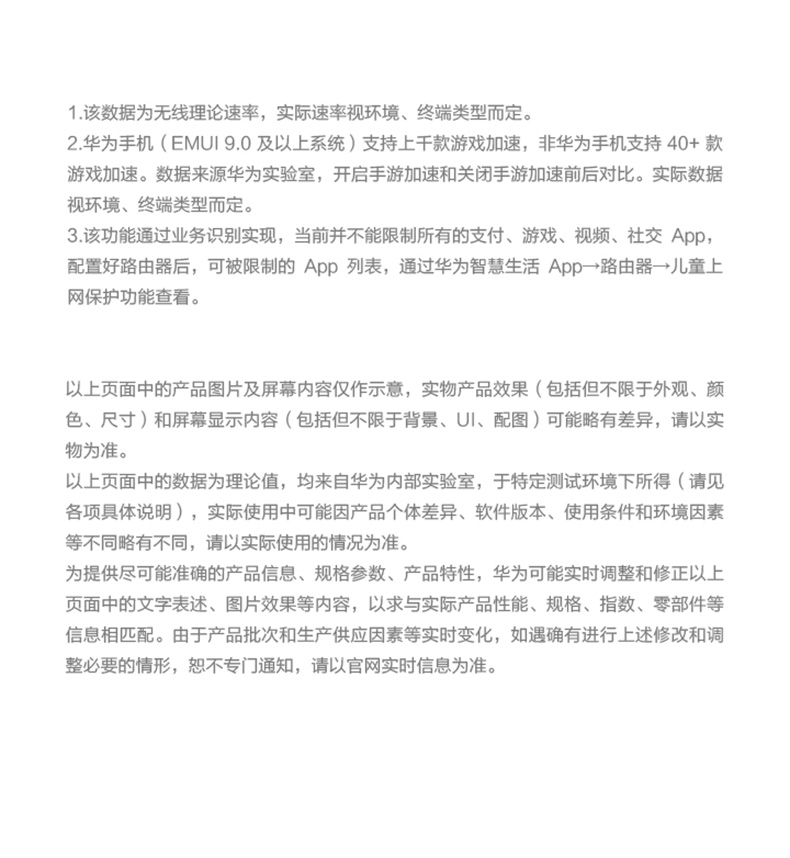 1.该数据为无线理论速率，实际速率视环境、终端类型而定。
2.华为手机（EMUI 9.0 及以上系统）支持上千款游戏加速，非华为手机支持 40+ 款
游戏加速。数据来源华为实验室，开启手游加速和关闭手游加速前后对比。实际数据
视环境、终端类型而定。
3.该功能通过业务识别实现，当前并不能限制所有的支付、游戏、视频、社交 App，
配置好路由器后，可被限制的 App 列表，通过华为智慧生活 App→路由器→儿童上
网保护功能查看。
以上页面中的产品图片及屏幕内容仅作示意，实物产品效果（包括但不限于外观、颜
色、尺寸）和屏幕显示内容（包括但不限于背景、UI、配图）可能略有差异，请以实
物为准。
以上页面中的数据为理论值，均来自华为内部实验室，于特定测试环境下所得（请见
各项具体说明），实际使用中可能因产品个体差异、软件版本、使用条件和环境因素
等不同略有不同，请以实际使用的情况为准。
为提供尽可能准确的产品信息、规格参数、产品特性，华为可能实时调整和修正以上
页面中的文字表述、图片效果等内容，以求与实际产品性能、规格、指数、零部件等
信息相匹配。由于产品批次和生产供应因素等实时变化，如遇确有进行上述修改和调
整必要的情形，恕不专门通知，请以官网实时信息为准。